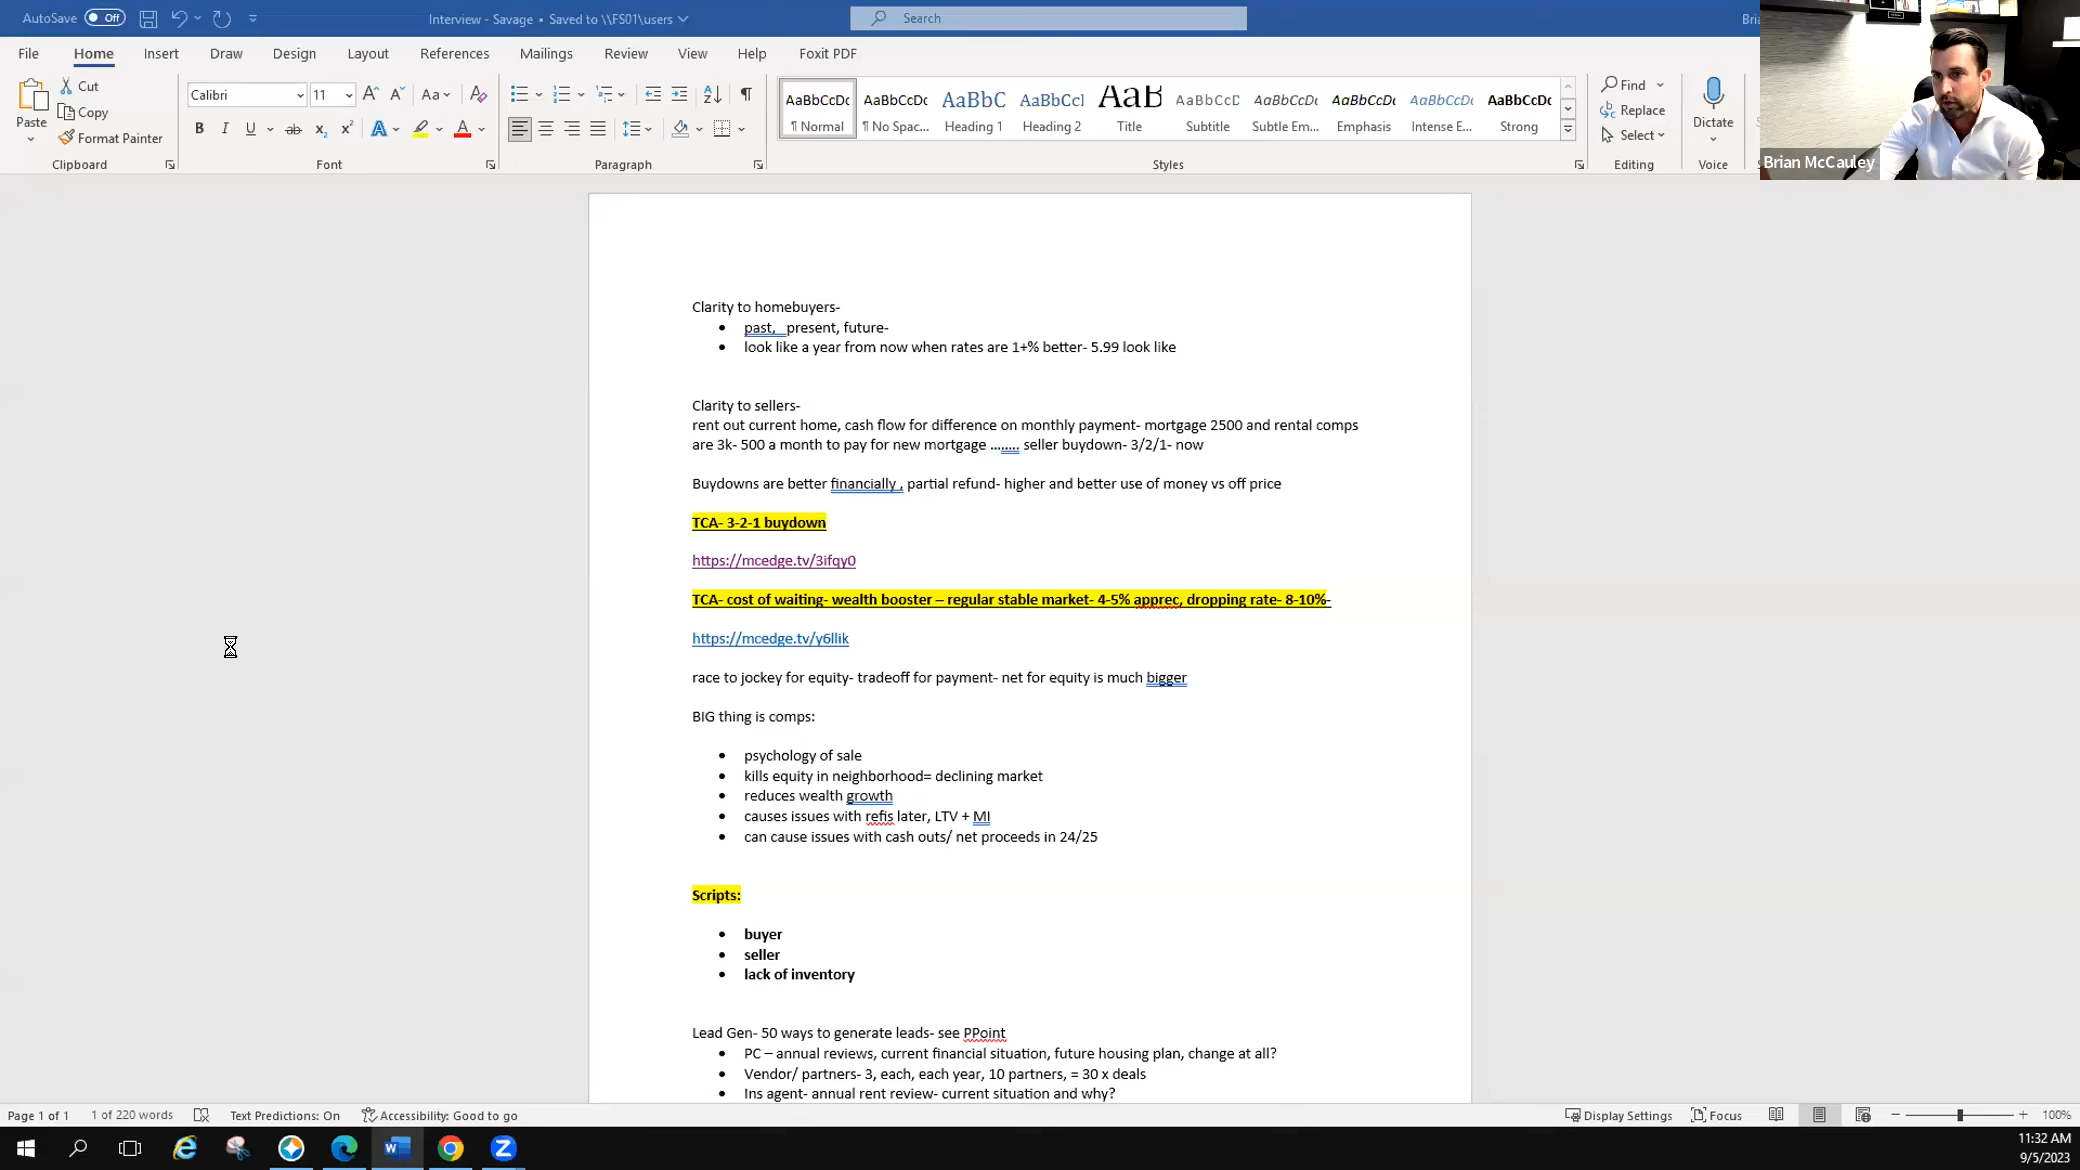 AutoSave Off Interview - Savage • Saved to \\FS01\users Search
File Home Insert Draw Design Layout References Mailings Review View Help Foxit PDF
Paste Cut Copy Format Painter
Calibri 11 Aa
AaBbCcDc AaBbCcDc AaBbC AaBbCcI AaB AaBbCcD AaBbCcDi AaBbCcDi AaBbCcDi AaBbCcDc
¶ Normal ¶ No Spac... Heading 1 Heading 2 Title Subtitle Subtle Em... Emphasis Intense E... Strong
Find
Replace
Select
Dictate
Clipboard Font Paragraph Styles Editing Voice
Brian McCauley
Clarity to homebuyers-
• past, present, future-
• look like a year from now when rates are 1+% better- 5.99 look like
Clarity to sellers-
rent out current home, cash flow for difference on monthly payment- mortgage 2500 and rental comps
are 3k- 500 a month to pay for new mortgage ........ seller buydown- 3/2/1- now
Buydowns are better financially , partial refund- higher and better use of money vs off price
TCA- 3-2-1 buydown
https://mcedge.tv/3ifqy0
TCA- cost of waiting- wealth booster – regular stable market- 4-5% apprec, dropping rate- 8-10%-
https://mcedge.tv/y6llik
race to jockey for equity- tradeoff for payment- net for equity is much bigger
BIG thing is comps:
• psychology of sale
• kills equity in neighborhood= declining market
• reduces wealth growth
• causes issues with refis later, LTV + MI
• can cause issues with cash outs/ net proceeds in 24/25
Scripts:
• buyer
• seller
• lack of inventory
Lead Gen- 50 ways to generate leads- see PPoint
• PC – annual reviews, current financial situation, future housing plan, change at all?
• Vendor/ partners- 3, each, each year, 10 partners, = 30 x deals
• Ins agent- annual rent review- current situation and why?
Page 1 of 1 1 of 220 words Text Predictions: On Accessibility: Good to go Display Settings Focus 100%
11:32 AM
9/5/2023